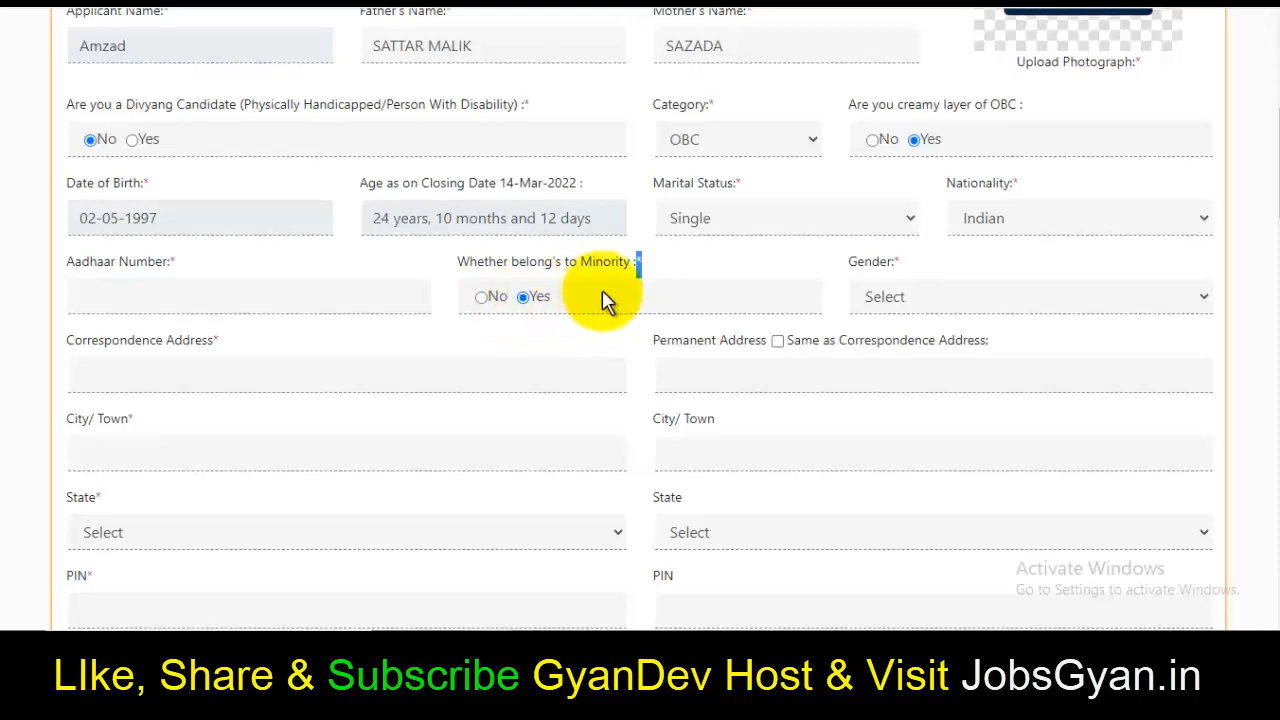 Applicant Name:* Father's Name:* Mother's Name:*
Amzad SATTAR MALIK SAZADA
Upload Photograph:*
Are you a Divyang Candidate (Physically Handicapped/Person With Disability) :* Category:* Are you creamy layer of OBC :
No Yes OBC No Yes
Date of Birth:* Age as on Closing Date 14-Mar-2022 : Marital Status:* Nationality:*
02-05-1997 24 years, 10 months and 12 days Single Indian
Aadhaar Number:* Whether belong's to Minority :* Gender:*
No Yes Select
Correspondence Address* Permanent Address Same as Correspondence Address:
City/ Town* City/ Town
State* State
Select Select
PIN* PIN
Activate Windows
Go to Settings to activate Windows.
LIke, Share & Subscribe GyanDev Host & Visit JobsGyan.in